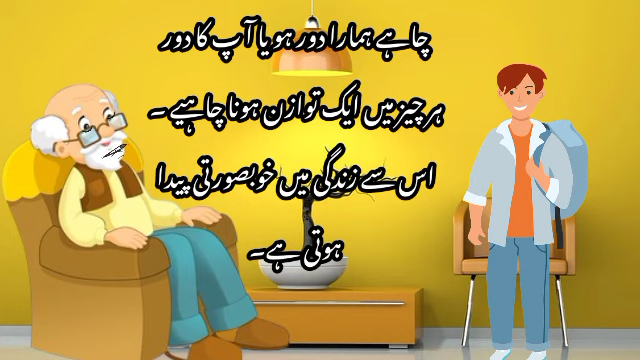 چاہے ہمارا دور ہو یا آپ کا دور
ہر چیز میں ایک توازن ہونا چاہیے ۔
اس سے زندگی میں خوبصورتی پیدا
ہوتی ہے ۔